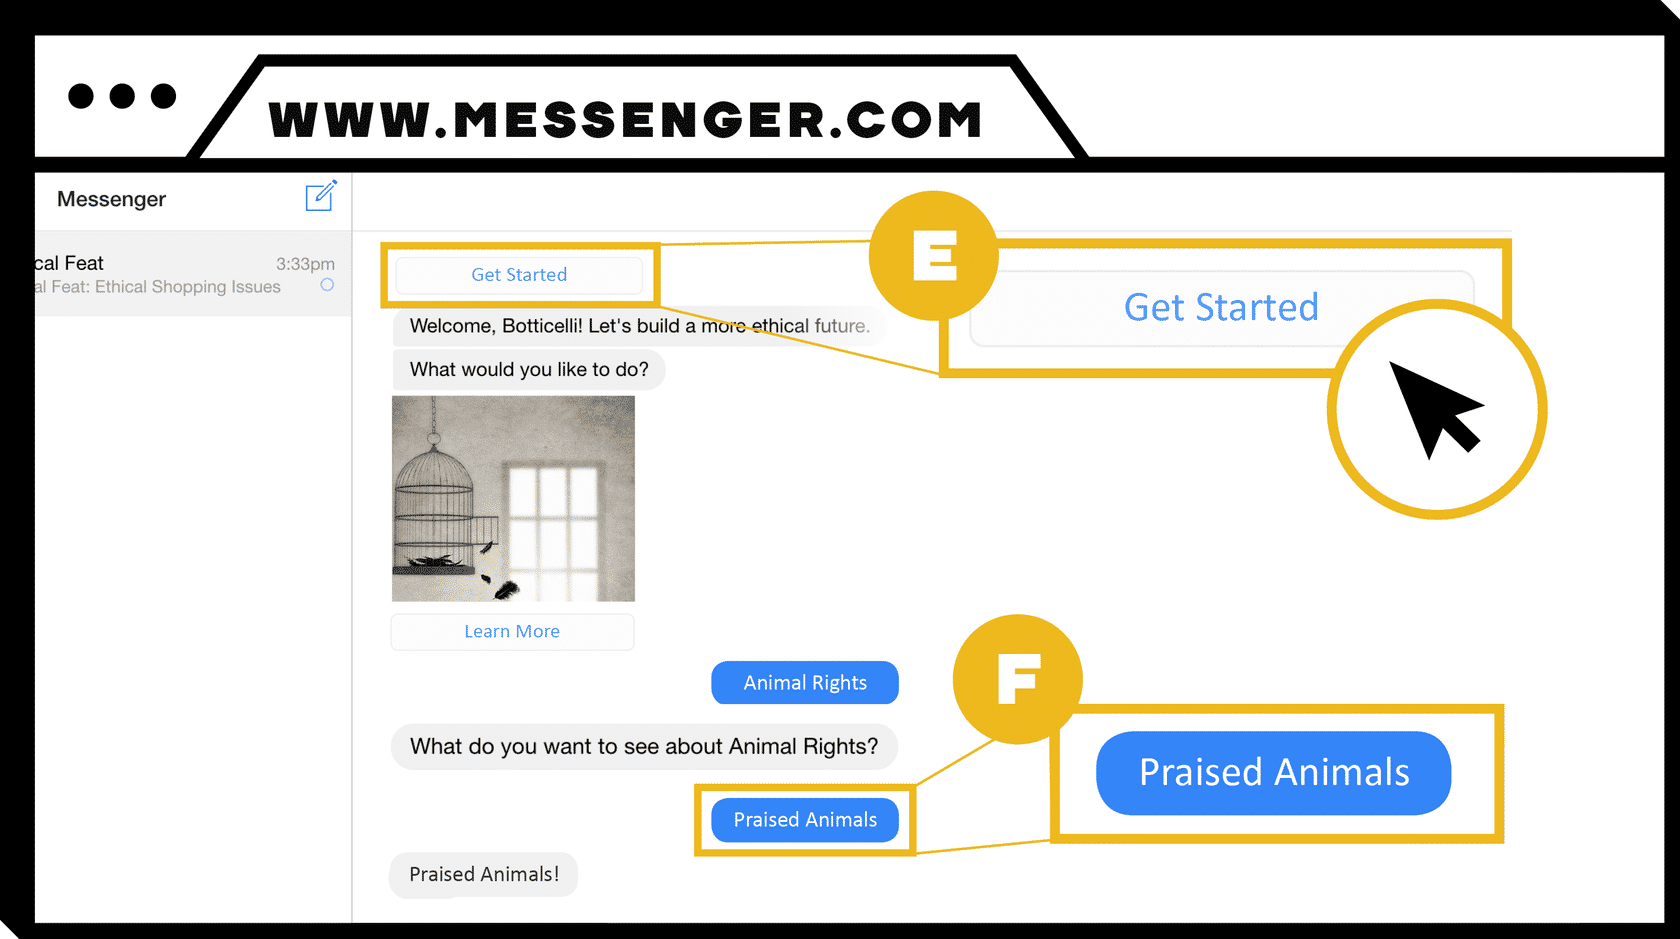 WWW.MESSENGER.COM
Messenger
cal Feat
3:33pm
al Feat: Ethical Shopping Issues
Get Started
E
Get Started
Welcome, Botticelli! Let's build a more ethical future.
What would you like to do?
Learn More
Animal Rights
What do you want to see about Animal Rights?
F
Praised Animals
Praised Animals
Praised Animals!